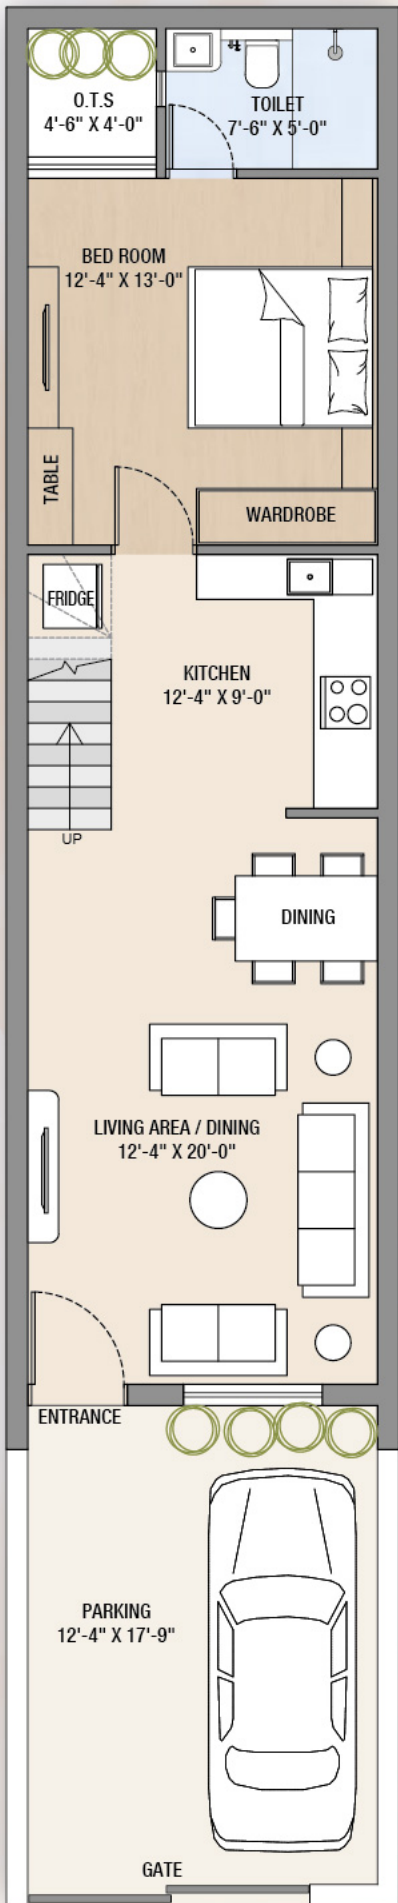 O.T.S
4'-6" X 4'-0"
TOILET
7'-6" X 5'-0"
BED ROOM
12'-4" X 13'-0"
TABLE
WARDROBE
FRIDGE
KITCHEN
12'-4" X 9'-0"
UP
DINING
LIVING AREA / DINING
12'-4" X 20'-0"
ENTRANCE
PARKING
12'-4" X 17'-9"
GATE